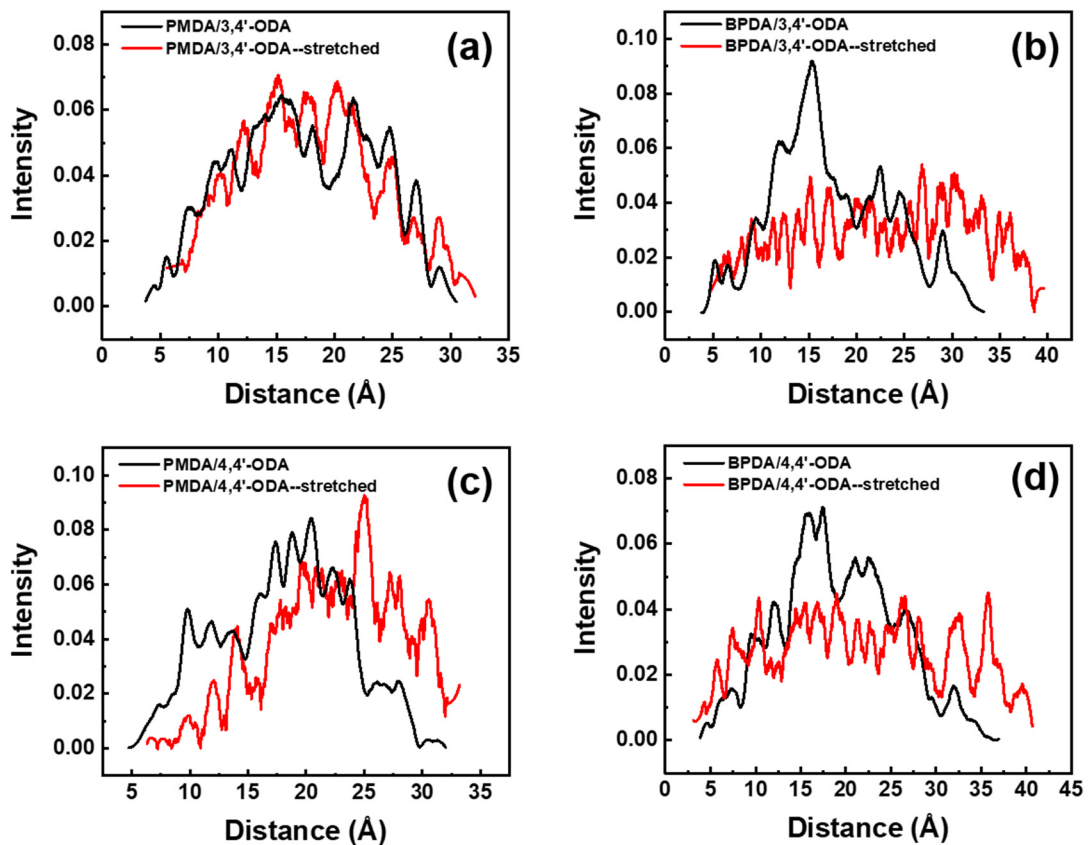 PMDA/3,4'-ODA
PMDA/3,4'-ODA--stretched
(a)
Intensity
0.08
0.06
0.04
0.02
0.00
0 5 10 15 20 25 30 35
Distance (Å)
BPDA/3,4'-ODA
BPDA/3,4'-ODA--stretched
(b)
Intensity
0.10
0.08
0.06
0.04
0.02
0.00
0 5 10 15 20 25 30 35 40
Distance (Å)
PMDA/4,4'-ODA
PMDA/4,4'-ODA--stretched
(c)
Intensity
0.10
0.08
0.06
0.04
0.02
0.00
5 10 15 20 25 30 35
Distance (Å)
BPDA/4,4'-ODA
BPDA/4,4'-ODA--stretched
(d)
Intensity
0.08
0.06
0.04
0.02
0.00
0 5 10 15 20 25 30 35 40 45
Distance (Å)